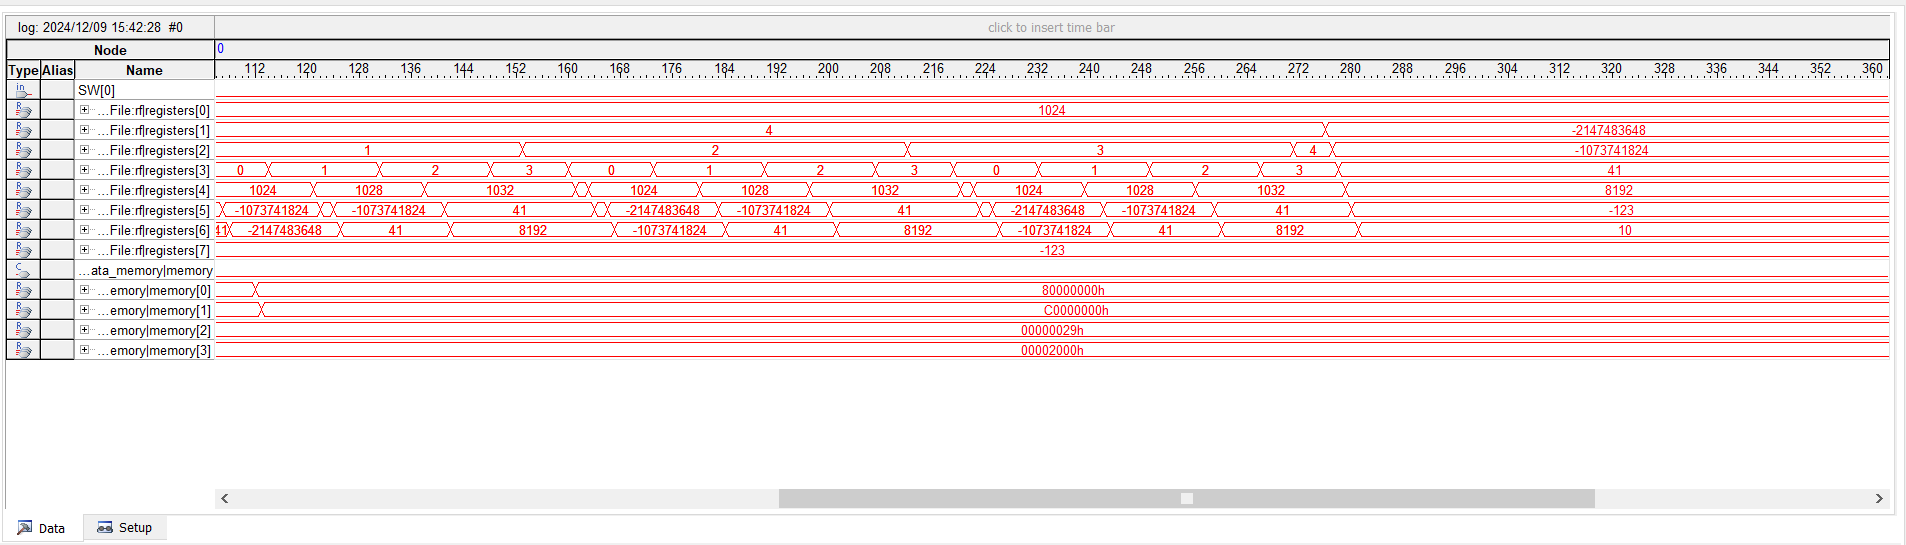 log: 2024/12/09 15:42:28 #0 click to insert time bar
Node 0
Type Alias Name 112 120 128 136 144 152 160 168 176 184 192 200 208 216 224 232 240 248 256 264 272 280 288 296 304 312 320 328 336 344 352 360
in SW[0]
R ...File:rf|registers[0] 1024
R ...File:rf|registers[1] 4 -2147483648
R ...File:rf|registers[2] 1 2 3 4 -1073741824
R ...File:rf|registers[3] 0 1 2 3 0 1 2 3 0 1 2 3 41
R ...File:rf|registers[4] 1024 1028 1032 1024 1028 1032 1024 1028 1032 8192
R ...File:rf|registers[5] -1073741824 -1073741824 41 -2147483648 -1073741824 41 -2147483648 -1073741824 41 -123
R ...File:rf|registers[6] 41 -2147483648 41 8192 -1073741824 41 8192 -1073741824 41 8192 10
R ...File:rf|registers[7] -123
C ...ata_memory|memory
R ...emory|memory[0] 80000000h
R ...emory|memory[1] C0000000h
R ...emory|memory[2] 00000029h
R ...emory|memory[3] 00002000h
Data Setup